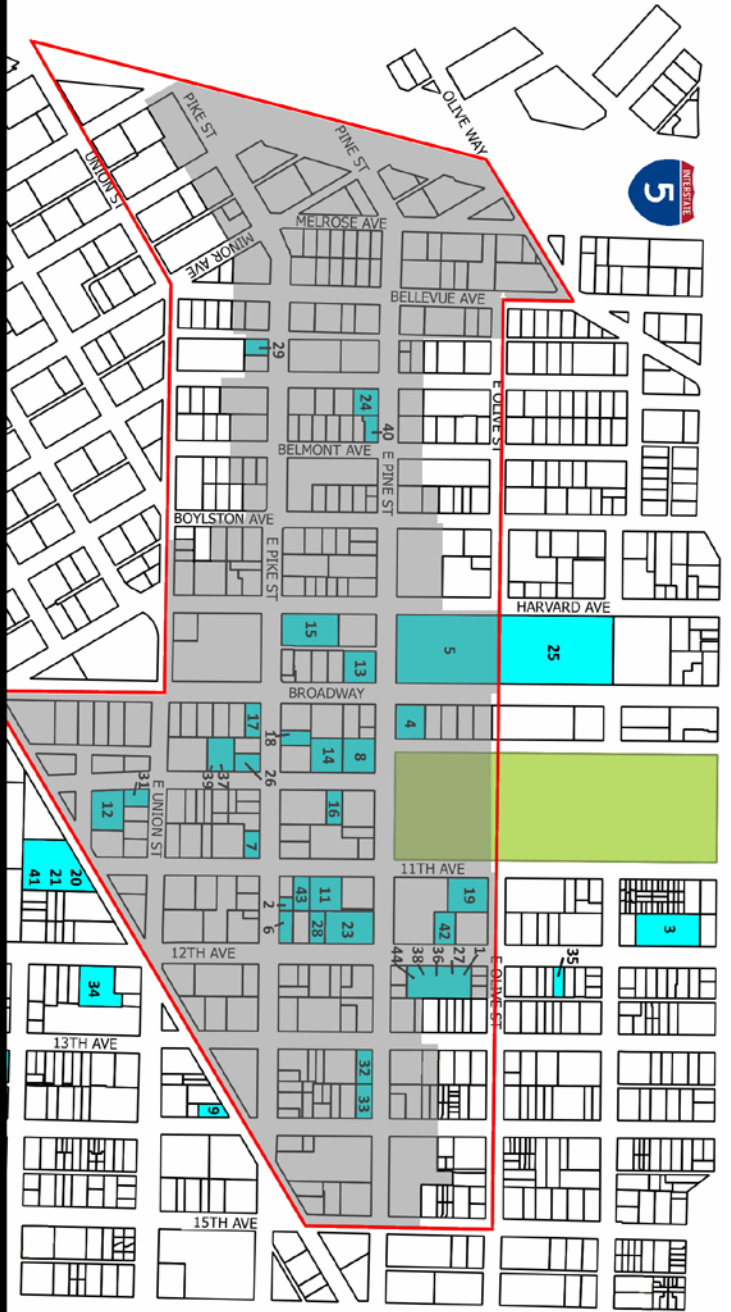 OLIVE WAY
INTERSTATE
5
PIKE ST
PINE ST
UNION ST
MELROSE AVE
MINOR AVE
BELLEVUE AVE
29
E OLIVE ST
24
40
BELMONT AVE
E PINE ST
BOYLSTON AVE
E PIKE ST
HARVARD AVE
15
5
25
13
BROADWAY
17
18
4
14
8
39
37
26
31
E UNION ST
12
16
7
11TH AVE
20
21
41
43
11
19
2
6
28
23
42
3
12TH AVE
44
38
36
27
1
E OLIVE ST
35
34
13TH AVE
32
33
9
15TH AVE